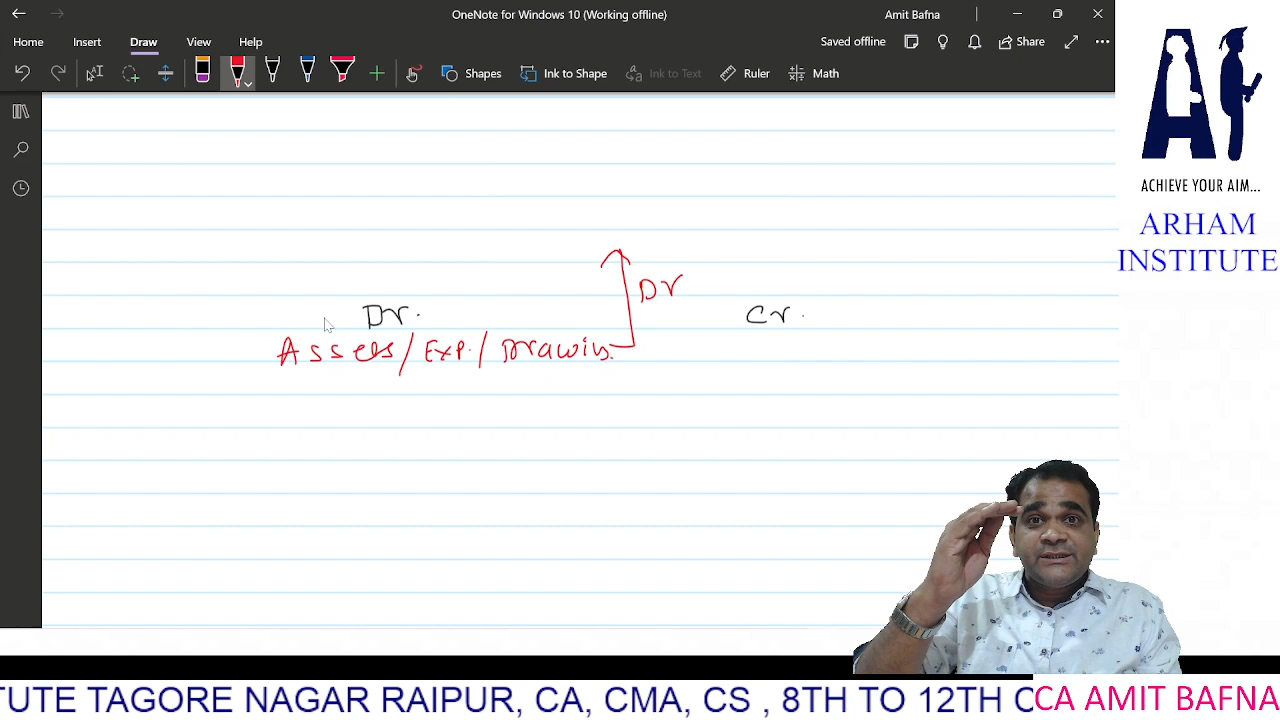 OneNote for Windows 10 (Working offline)
Amit Bafna
Home Insert Draw View Help
Saved offline
Share
Shapes
Ink to Shape
Ink to Text
Ruler
Math
Dr
Dr. Cr.
Assets/Exp./Drawin
ACHIEVE YOUR AIM...
ARHAM
INSTITUTE
TUTE TAGORE NAGAR RAIPUR, CA, CMA, CS , 8TH TO 12TH C
CA AMIT BAFNA